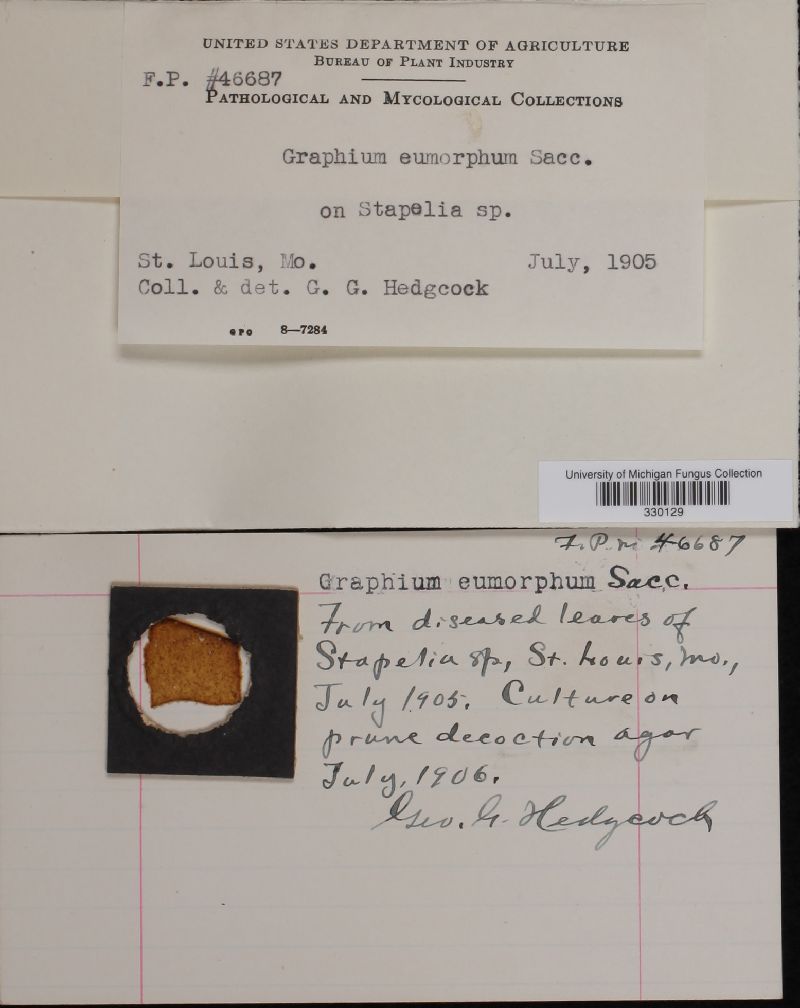 UNITED STATES DEPARTMENT OF AGRICULTURE
BUREAU OF PLANT INDUSTRY
F.P. #46687
PATHOLOGICAL AND MYCOLOGICAL COLLECTIONS
Graphium eumorphum Sacc.
on Stapelia sp.
St. Louis, Mo. July, 1905
Coll. & det. G. G. Hedgcock
GPO 8—7284
University of Michigan Fungus Collection
330129
F.P. 46687
Graphium eumorphum Sacc.
From diseased leaves of
Stapelia sp, St. Louis, Mo.,
July 1905. Culture on
prune decoction agar
July, 1906.
Geo. G. Hedgcock